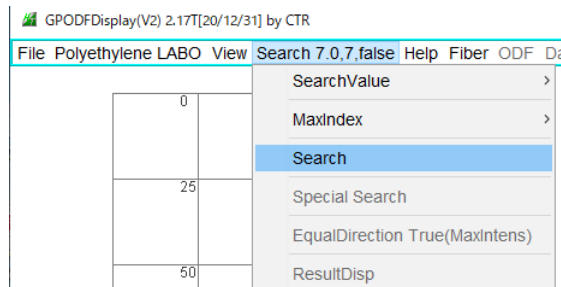 GPODFDisplay(V2) 2.17T[20/12/31] by CTR
File Polyethylene LABO View Search 7.0,7,false Help Fiber ODF
SearchValue
0
MaxIndex
Search
25
Special Search
EqualDirection True(MaxIntens)
50
ResultDisp